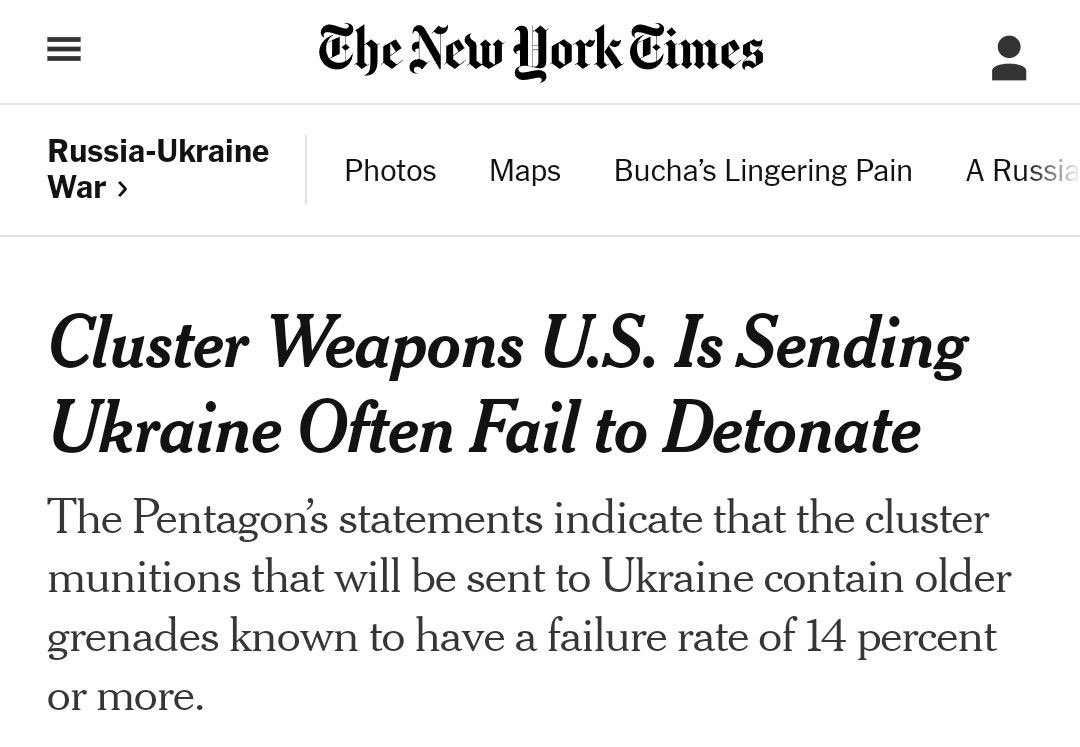 The New York Times
Russia-Ukraine
War ›
Photos
Maps
Bucha’s Lingering Pain
A Russia
Cluster Weapons U.S. Is Sending
Ukraine Often Fail to Detonate
The Pentagon’s statements indicate that the cluster
munitions that will be sent to Ukraine contain older
grenades known to have a failure rate of 14 percent
or more.